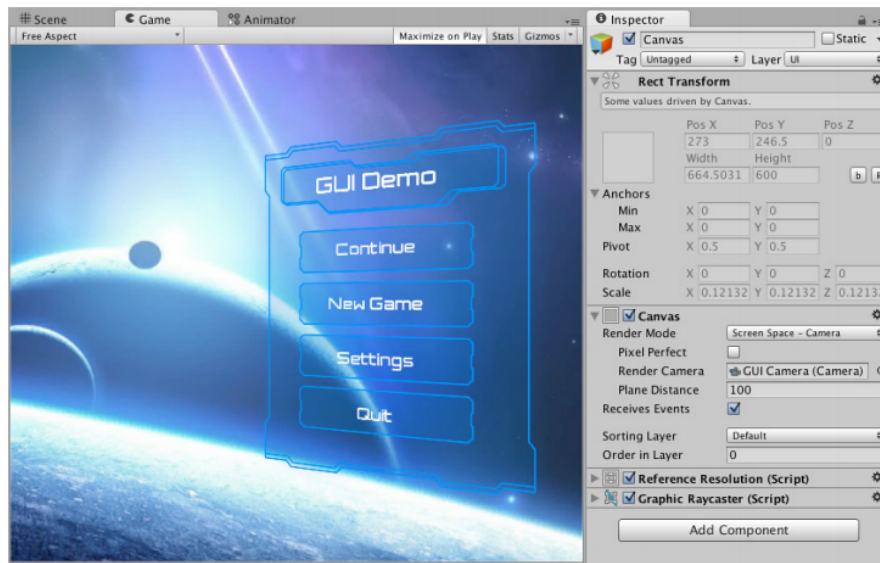 Scene Game Animator
Free Aspect Maximize on Play Stats Gizmos
GUI Demo
Continue
New Game
Settings
Quit
Inspector
Canvas Static
Tag Untagged Layer UI
Rect Transform
Some values driven by Canvas.
Pos X Pos Y Pos Z
273 246.5 0
Width Height
664.5031 600
b
Anchors
Min X 0 Y 0
Max X 0 Y 0
Pivot X 0.5 Y 0.5
Rotation X 0 Y 0 Z 0
Scale X 0.12132 Y 0.12132 Z 0.1213
Canvas
Render Mode Screen Space - Camera
Pixel Perfect
Render Camera GUI Camera (Camera)
Plane Distance 100
Receives Events
Sorting Layer Default
Order in Layer 0
Reference Resolution (Script)
Graphic Raycaster (Script)
Add Component